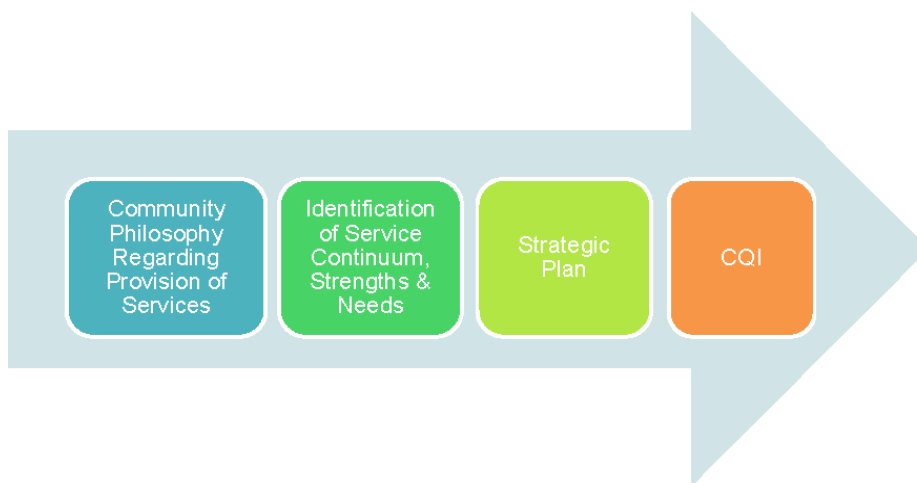 Community
Philosophy
Regarding
Provision of
Services
Identification
of Service
Continuum,
Strengths &
Needs
Strategic
Plan
CQI